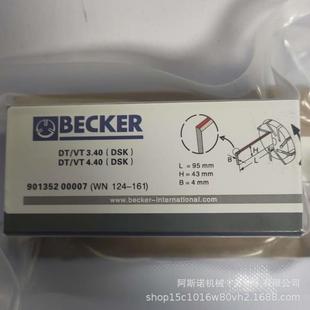 BECKER
DT/VT 3.40 (DSK)
DT/VT 4.40 (DSK)
L = 95 mm
H = 43 mm
B = 4 mm
B
H
L
901352 00007 (WN 124-161)
www.becker-international.com
shop15c1016w80vh2.1688.com